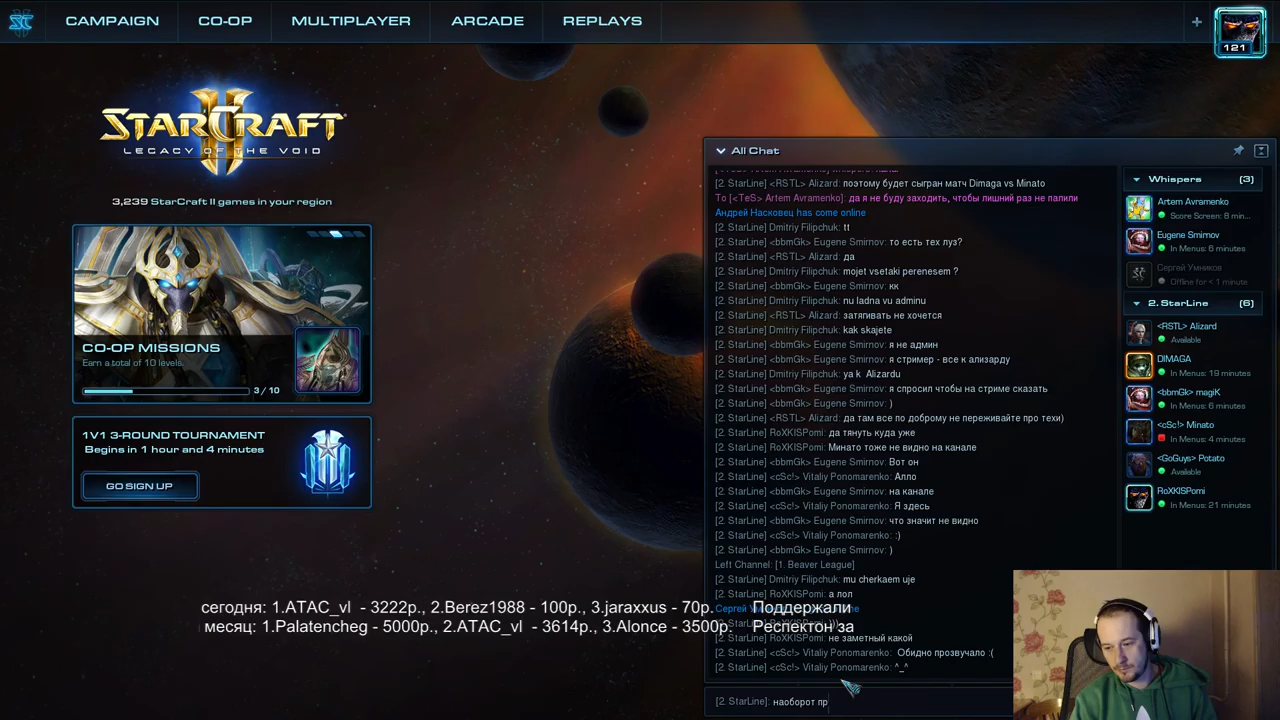 CAMPAIGN
CO-OP
MULTIPLAYER
ARCADE
REPLAYS
121
STARCRAFT
II
LEGACY OF THE VOID
3,239 StarCraft II games in your region
CO-OP MISSIONS
Earn a total of 10 levels.
3 / 10
1V1 3-ROUND TOURNAMENT
Begins in 1 hour and 4 minutes
GO SIGN UP
All Chat
[2. StarLine] <RSTL> Alizard: поэтому будет сыгран матч Dimaga vs Minato
To [<TeS> Artem Avramenko]: да я не буду заходить, чтобы лишний раз не палили
Андрей Насковец has come online
[2. StarLine] Dmitriy Filipchuk: tt
[2. StarLine] <bbmGk> Eugene Smirnov: то есть тех луз?
[2. StarLine] <RSTL> Alizard: да
[2. StarLine] Dmitriy Filipchuk: mojet vsetaki perenesem ?
[2. StarLine] <bbmGk> Eugene Smirnov: кк
[2. StarLine] Dmitriy Filipchuk: nu ladna vu adminu
[2. StarLine] <RSTL> Alizard: затягивать не хочется
[2. StarLine] Dmitriy Filipchuk: kak skajete
[2. StarLine] <bbmGk> Eugene Smirnov: я не админ
[2. StarLine] <bbmGk> Eugene Smirnov: я стример - все к ализарду
[2. StarLine] Dmitriy Filipchuk: ya k Alizardu
[2. StarLine] <bbmGk> Eugene Smirnov: я спросил чтобы на стриме сказать
[2. StarLine] <bbmGk> Eugene Smirnov: )
[2. StarLine] <RSTL> Alizard: да там все по доброму не переживайте про техи)
[2. StarLine] RoXKISPomi: да тянуть куда уже
[2. StarLine] RoXKISPomi: Минато тоже не видно на канале
[2. StarLine] <bbmGk> Eugene Smirnov: Вот он
[2. StarLine] <cSc!> Vitaliy Ponomarenko: Алло
[2. StarLine] <bbmGk> Eugene Smirnov: на канале
[2. StarLine] <cSc!> Vitaliy Ponomarenko: Я здесь
[2. StarLine] <bbmGk> Eugene Smirnov: что значит не видно
[2. StarLine] <cSc!> Vitaliy Ponomarenko: :)
[2. StarLine] <bbmGk> Eugene Smirnov: )
Left Channel: [1. Beaver League]
[2. StarLine] Dmitriy Filipchuk: mu cherkaem uje
[2. StarLine] RoXKISPomi: а лол
[2. StarLine] RoXKISPomi: не заметный какой
[2. StarLine] <cSc!> Vitaliy Ponomarenko: Обидно прозвучало :(
[2. StarLine] <cSc!> Vitaliy Ponomarenko: ^_^
[2. StarLine]: наоборот пр
Whispers (3)
Artem Avramenko
Score Screen: 8 min...
Eugene Smirnov
In Menus: 6 minutes
Сергей Умников
Offline for < 1 minute
2. StarLine (6)
<RSTL> Alizard
Available
DIMAGA
In Menus: 19 minutes
<bbmGk> magiK
In Menus: 6 minutes
<cSc!> Minato
In Menus: 4 minutes
<GoGuys> Potato
Available
RoXKISPomi
In Menus: 21 minutes
сегодня: 1.ATAC_vl - 3222р., 2.Berez1988 - 100р., 3.jaraxxus - 70р. Поддержали
месяц: 1.Palatencheg - 5000р., 2.ATAC_vl - 3614р., 3.Alonce - 3500р. Респектон за